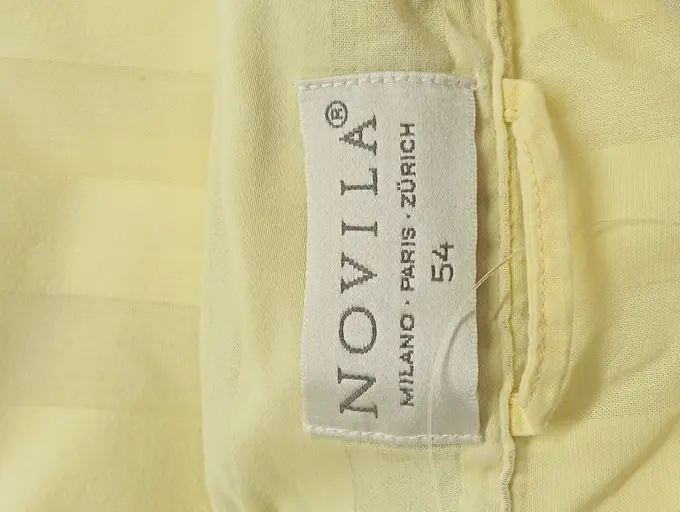 NOVILA®
MILANO · PARIS · ZÜRICH
54